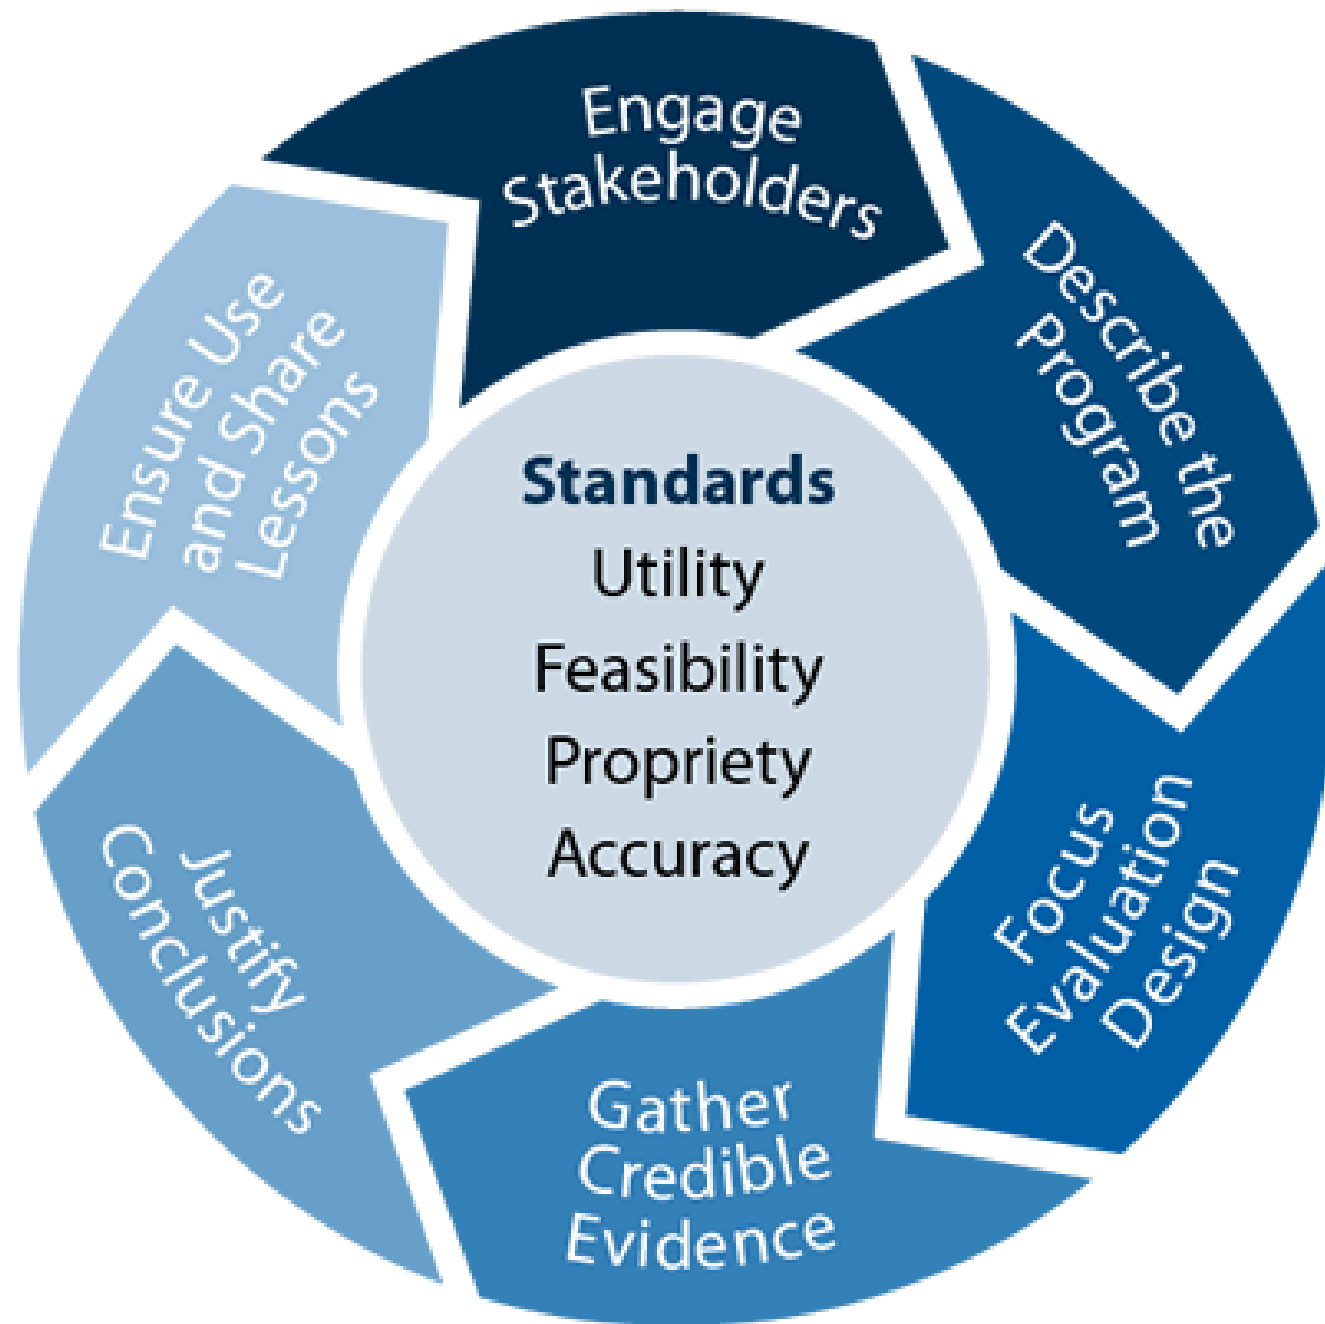 Engage
Stakeholders
Describe the
Program
Focus
Evaluation
Design
Gather
Credible
Evidence
Justify
Conclusions
Ensure Use
and Share
Lessons
Standards
Utility
Feasibility
Propriety
Accuracy